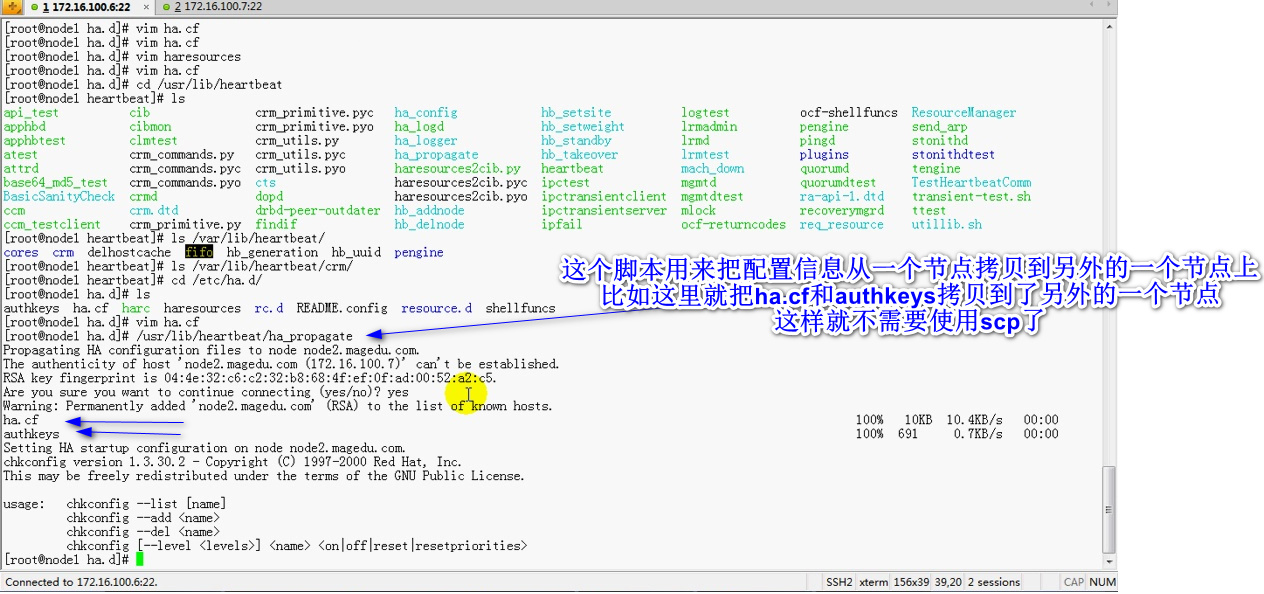 1 172.16.100.6:22 × 2 172.16.100.7:22
[root@node1 ha.d]# vim ha.cf
[root@node1 ha.d]# vim ha.cf
[root@node1 ha.d]# vim haresources
[root@node1 ha.d]# vim ha.cf
[root@node1 ha.d]# cd /usr/lib/heartbeat
[root@node1 heartbeat]# ls
api_test cib crm_primitive.pyc ha_config hb_setsite logtest ocf-shellfuncs ResourceManager
apphbd cibmon crm_primitive.pyo ha_logd hb_setweight lrmadmin pengine send_arp
apphbtest clmtest crm_utils.py ha_logger hb_standby lrmd pingd stonithd
atest crm_commands.py crm_utils.pyc ha_propagate hb_takeover lrmtest plugins stonithdtest
attrd crm_commands.pyc crm_utils.pyo haresources2cib.py heartbeat mach_down quorumd tengine
base64_md5_test crm_commands.pyo cts haresources2cib.pyc ipctest mgmtd quorumdtest TestHeartbeatComm
BasicSanityCheck crmd dopd haresources2cib.pyo ipctransientclient mgmtdtest ra-api-1.dtd transient-test.sh
ccm crm.dtd drbd-peer-outdater hb_addnode ipctransientserver mlock recoverymgrd ttest
ccm_testclient crm_primitive.py findif hb_delnode ipfail ocf-returncodes req_resource utillib.sh
[root@node1 heartbeat]# ls /var/lib/heartbeat/
cores crm delhostcache fifo hb_generation hb_uuid pengine
[root@node1 heartbeat]# ls /var/lib/heartbeat/crm/
[root@node1 heartbeat]# cd /etc/ha.d/
[root@node1 ha.d]# ls
authkeys ha.cf harc haresources rc.d README.config resource.d shellfuncs
[root@node1 ha.d]# vim ha.cf
[root@node1 ha.d]# /usr/lib/heartbeat/ha_propagate
这个脚本用来把配置信息从一个节点拷贝到另外的一个节点上
比如这里就把ha.cf和authkeys拷贝到了另外的一个节点
这样就不需要使用scp了
Propagating HA configuration files to node node2.magedu.com.
The authenticity of host 'node2.magedu.com (172.16.100.7)' can't be established.
RSA key fingerprint is 04:4e:32:c6:c2:32:b8:68:4f:ef:0f:ad:00:52:a2:c5.
Are you sure you want to continue connecting (yes/no)? yes
Warning: Permanently added 'node2.magedu.com' (RSA) to the list of known hosts.
ha.cf 100% 10KB 10.4KB/s 00:00
authkeys 100% 691 0.7KB/s 00:00
Setting HA startup configuration on node node2.magedu.com.
chkconfig version 1.3.30.2 - Copyright (C) 1997-2000 Red Hat, Inc.
This may be freely redistributed under the terms of the GNU Public License.
usage: chkconfig --list [name]
chkconfig --add <name>
chkconfig --del <name>
chkconfig [--level <levels>] <name> <on|off|reset|resetpriorities>
[root@node1 ha.d]#
Connected to 172.16.100.6:22. SSH2 xterm 156x39 39,20 2 sessions CAP NUM